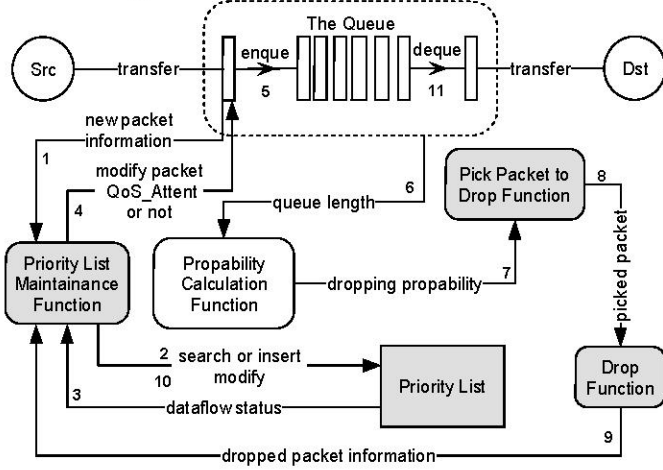 The Queue
Src
transfer
enque
5
deque
11
transfer
Dst
new packet
information
1
modify packet
QoS_Attent
or not
4
6
queue length
Pick Packet to
Drop Function
8
picked packet
Priority List
Maintainance
Function
Propability
Calculation
Function
dropping propability
7
2
search or insert
10
modify
3
dataflow status
Priority List
Drop
Function
9
dropped packet information